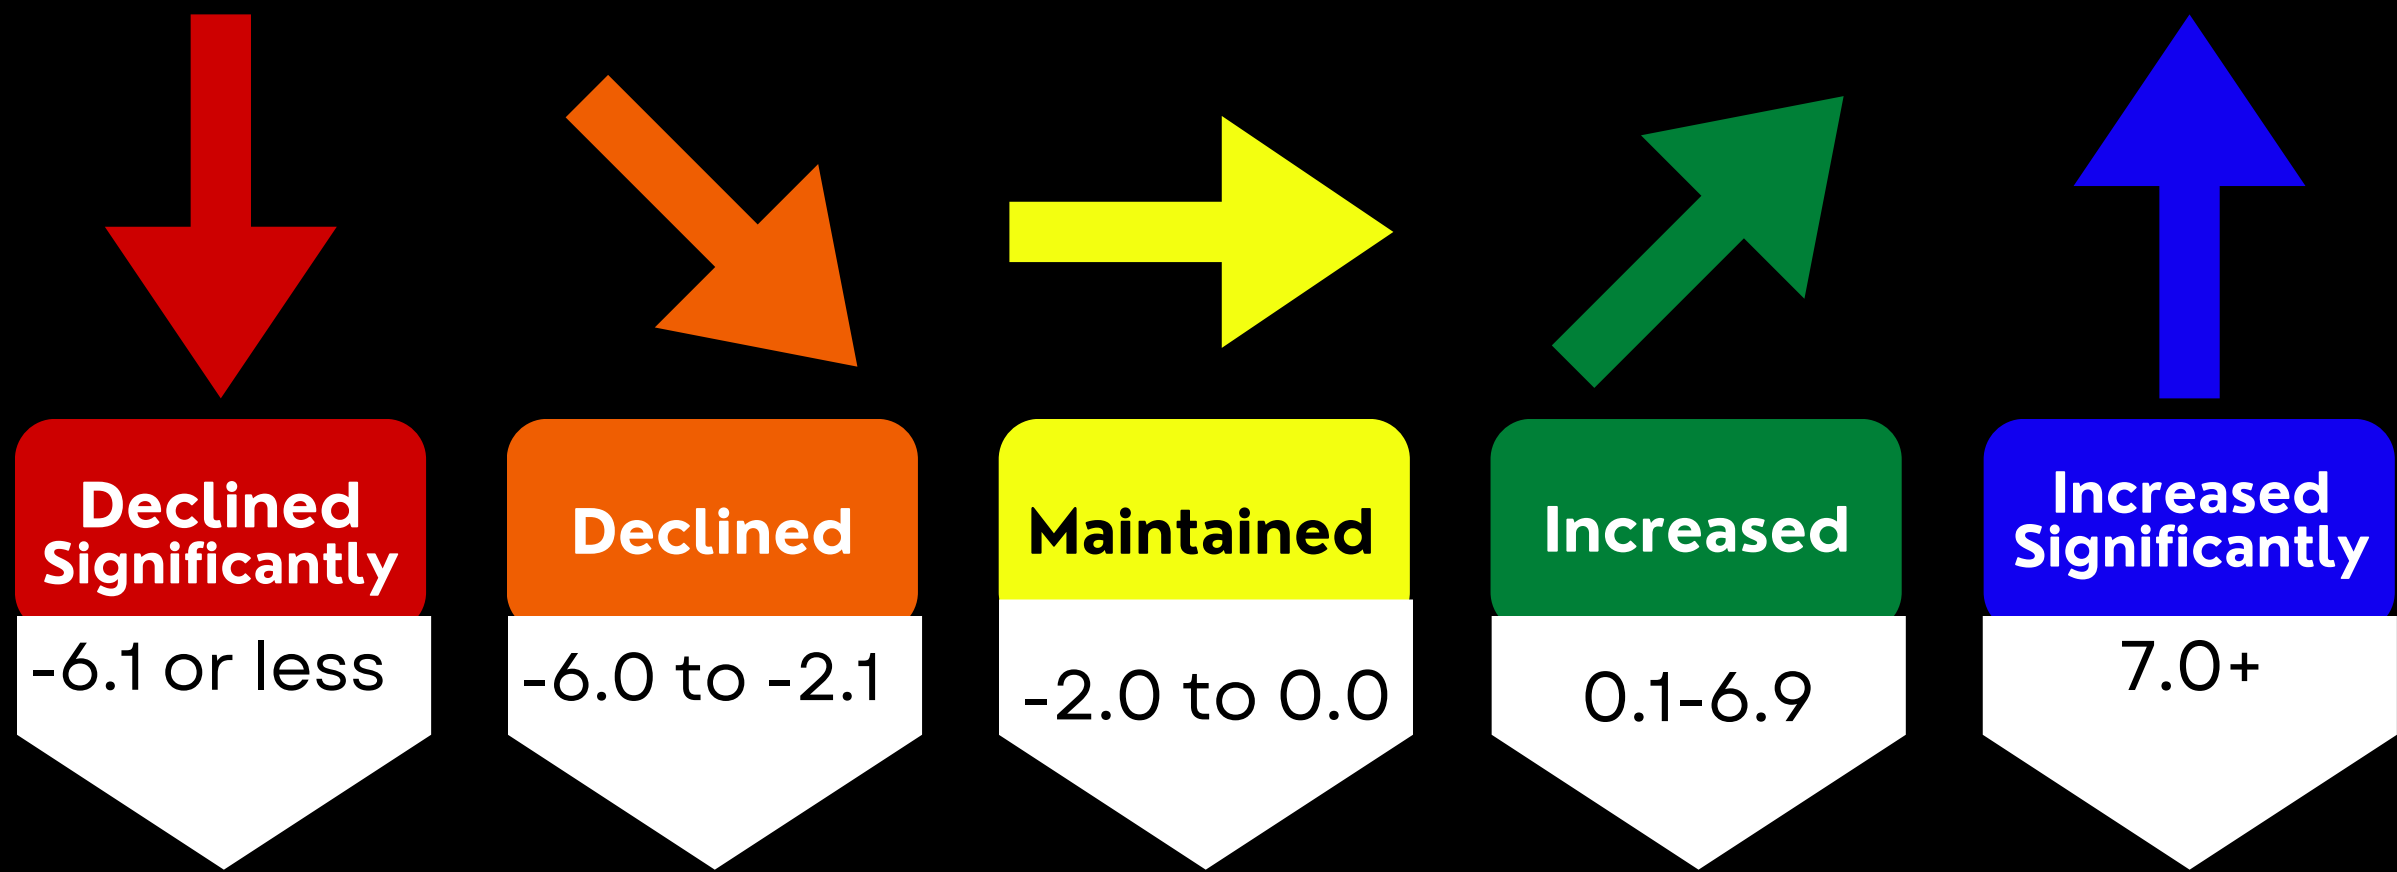 Declined
Significantly
-6.1 or less
Declined
-6.0 to -2.1
Maintained
-2.0 to 0.0
Increased
0.1-6.9
Increased
Significantly
7.0+